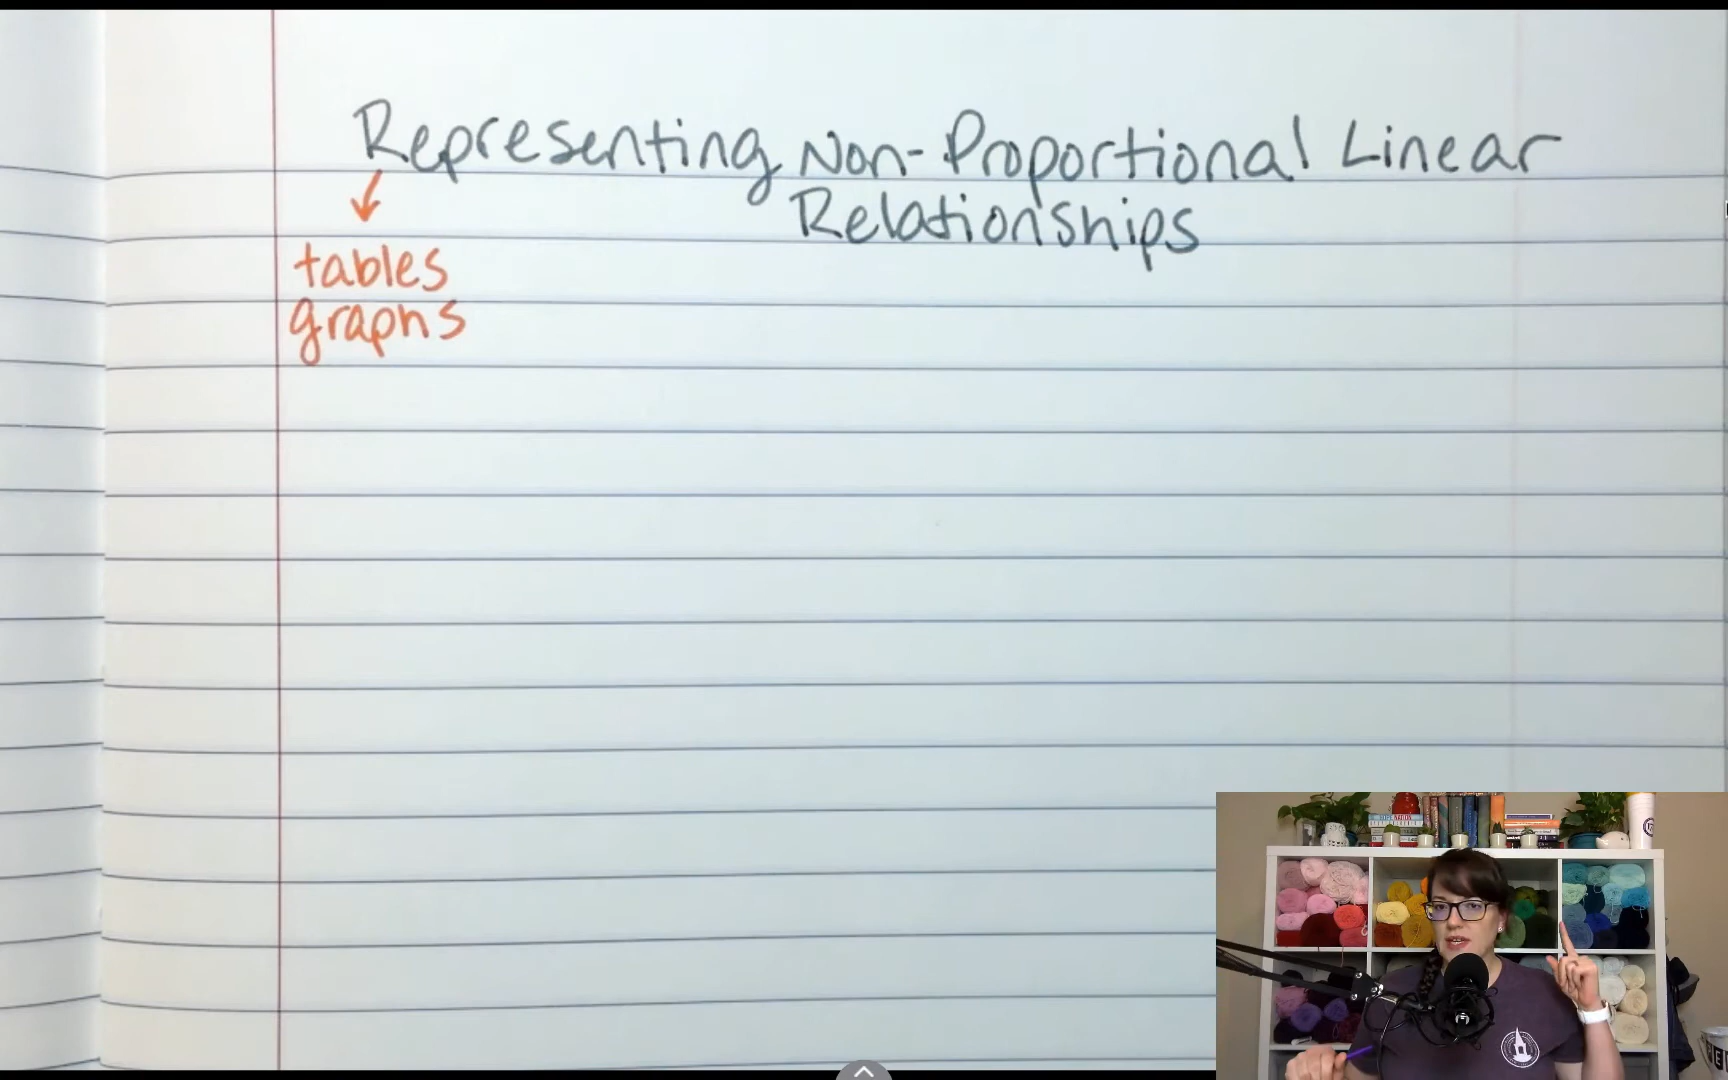 Representing Non-Proportional Linear
Relationships
tables
graphs